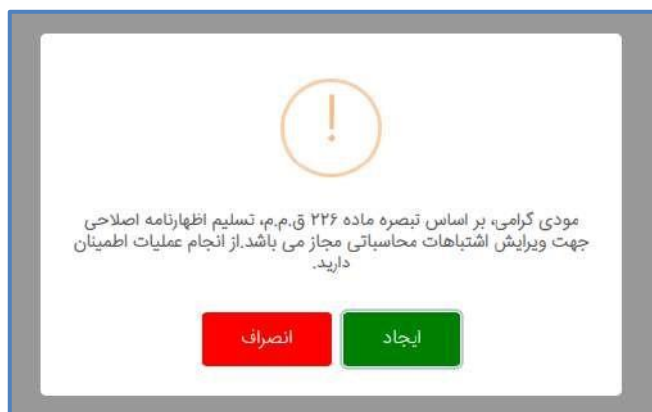 مودی گرامی، بر اساس تبصره ماده ۲۲۶ ق.م.م، تسلیم اظهارنامه اصلاحی
جهت ویرایش اشتباهات محاسباتی مجاز می باشد.از انجام عملیات اطمینان
دارید.
ایجاد
انصراف